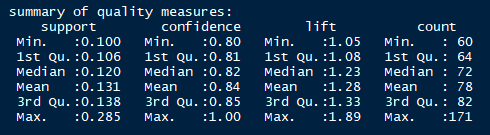 summary of quality measures:
support confidence lift count
Min. :0.100 Min. :0.80 Min. :1.05 Min. : 60
1st Qu.:0.106 1st Qu.:0.81 1st Qu.:1.08 1st Qu.: 64
Median :0.120 Median :0.82 Median :1.23 Median : 72
Mean :0.131 Mean :0.84 Mean :1.28 Mean : 78
3rd Qu.:0.138 3rd Qu.:0.85 3rd Qu.:1.33 3rd Qu.: 82
Max. :0.285 Max. :1.00 Max. :1.89 Max. :171